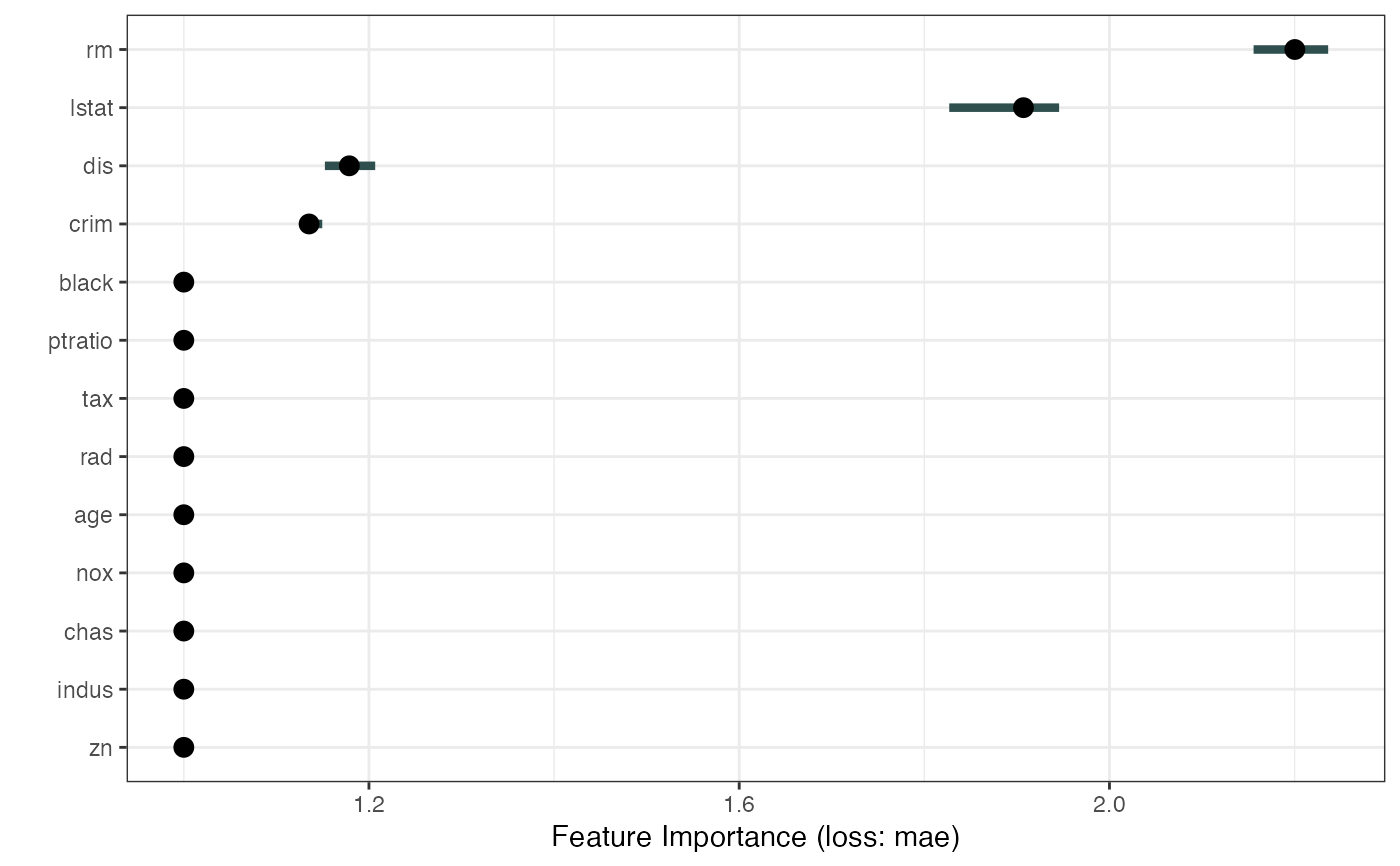 rm
lstat
dis
crim
black
ptratio
tax
rad
age
nox
chas
indus
zn
1.2 1.6 2.0
Feature Importance (loss: mae)